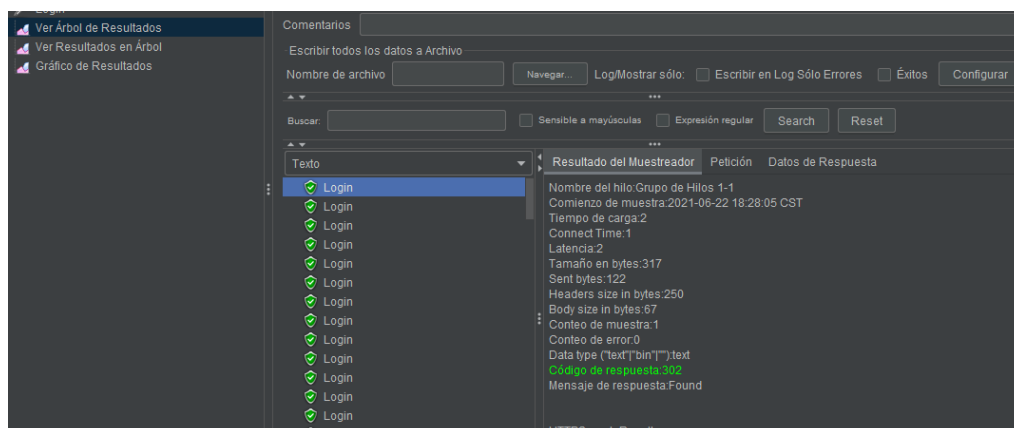 Login
Ver Árbol de Resultados
Ver Resultados en Árbol
Gráfico de Resultados
Comentarios
Escribir todos los datos a Archivo
Nombre de archivo
Navegar...
Log/Mostrar sólo:
Escribir en Log Sólo Errores
Éxitos
Configurar
Buscar:
Sensible a mayúsculas
Expresión regular
Search
Reset
Texto
Login
Login
Login
Login
Login
Login
Login
Login
Login
Login
Login
Login
Login
Resultado del Muestreador
Petición
Datos de Respuesta
Nombre del hilo:Grupo de Hilos 1-1
Comienzo de muestra:2021-06-22 18:28:05 CST
Tiempo de carga:2
Connect Time:1
Latencia:2
Tamaño en bytes:317
Sent bytes:122
Headers size in bytes:250
Body size in bytes:67
Conteo de muestra:1
Conteo de error:0
Data type ("text"|"bin"|""):text
Código de respuesta:302
Mensaje de respuesta:Found